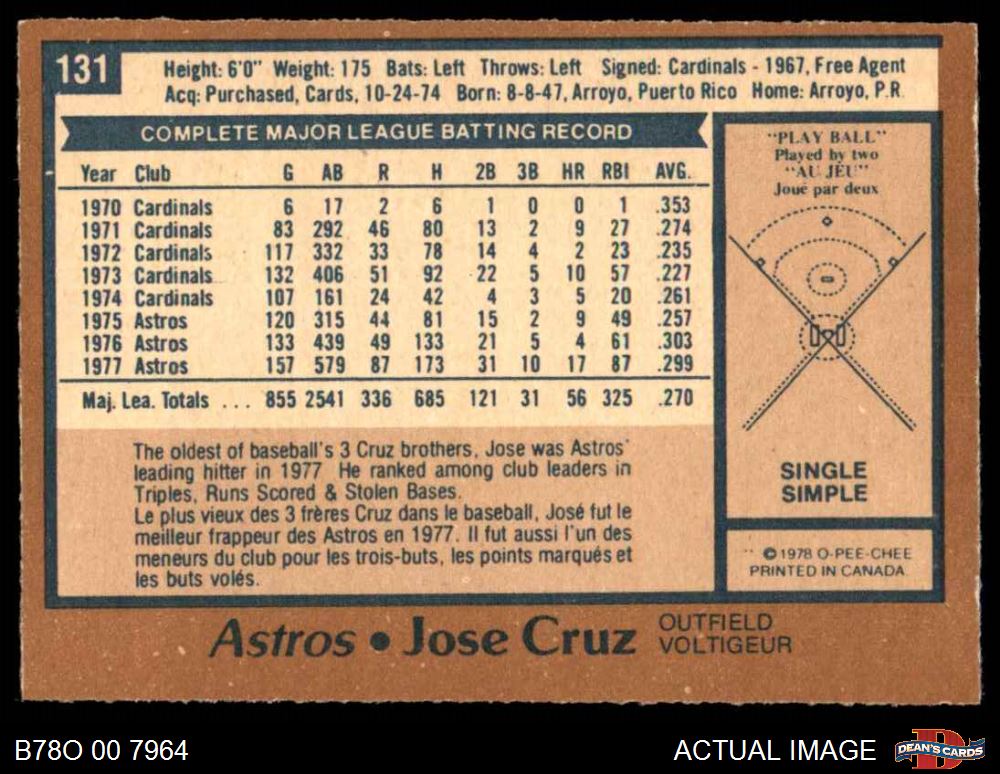 131
Height: 6'0" Weight: 175 Bats: Left Throws: Left Signed: Cardinals - 1967, Free Agent
Acq: Purchased, Cards, 10-24-74 Born: 8-8-47, Arroyo, Puerto Rico Home: Arroyo, P.R.
COMPLETE MAJOR LEAGUE BATTING RECORD
Year Club G AB R H 2B 3B HR RBI AVG.
1970 Cardinals 6 17 2 6 1 0 0 1 .353
1971 Cardinals 83 292 46 80 13 2 9 27 .274
1972 Cardinals 117 332 33 78 14 4 2 23 .235
1973 Cardinals 132 406 51 92 22 5 10 57 .227
1974 Cardinals 107 161 24 42 4 3 5 20 .261
1975 Astros 120 315 44 81 15 2 9 49 .257
1976 Astros 133 439 49 133 21 5 4 61 .303
1977 Astros 157 579 87 173 31 10 17 87 .299
Maj. Lea. Totals ... 855 2541 336 685 121 31 56 325 .270
The oldest of baseball's 3 Cruz brothers, Jose was Astros'
leading hitter in 1977 He ranked among club leaders in
Triples, Runs Scored & Stolen Bases.
Le plus vieux des 3 frères Cruz dans le baseball, José fut le
meilleur frappeur des Astros en 1977. Il fut aussi l'un des
meneurs du club pour les trois-buts, les points marqués et
les buts volés.
"PLAY BALL"
Played by two
"AU JEU"
Joué par deux
SINGLE
SIMPLE
© 1978 O-PEE-CHEE
PRINTED IN CANADA
Astros • Jose Cruz
OUTFIELD
VOLTIGEUR
B78O 00 7964
ACTUAL IMAGE
D
DEAN'S CARDS